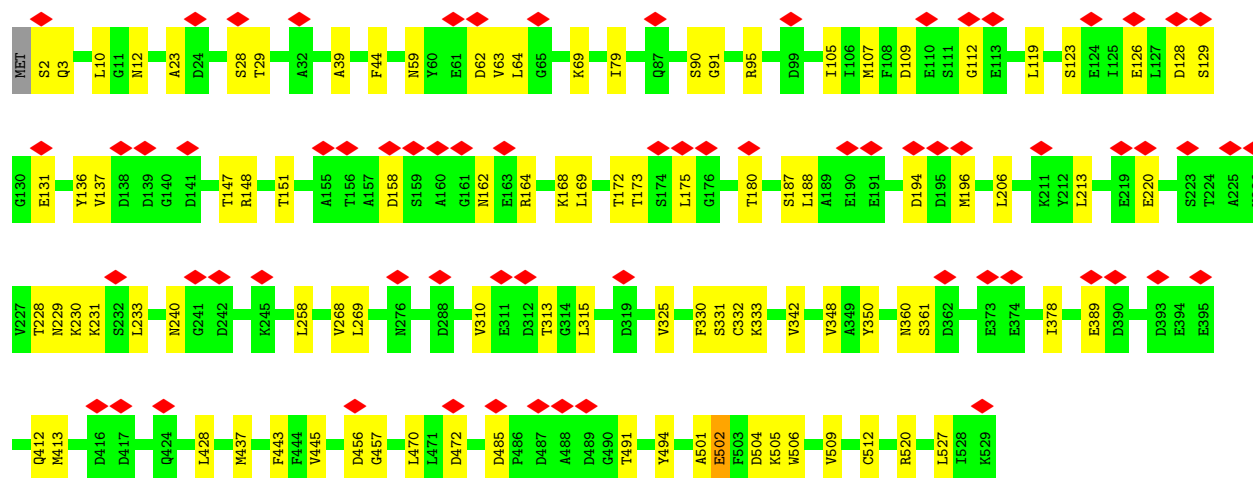 MET S2 Q3 L10 G11 N12 A23 D24 S28 T29 A32 A39 F44 N59 Y60 E61 D62 V63 L64 G65 K69 I79 Q87 S90 G91 R95 D99 I105 I106 M107 F108 D109 E110 S111 G112 E113 L119 S123 E124 I125 E126 L127 D128 S129
G130 E131 Y136 V137 D138 D139 G140 D141 T147 R148 T151 A155 T156 A157 D158 S159 A160 G161 N162 E163 R164 K168 L169 T172 T173 S174 L175 G176 T180 S187 L188 A189 E190 E191 D194 D195 M196 L206 K211 Y212 L213 E219 E220 S223 T224 A225
V227 T228 N229 K230 K231 S232 L233 N240 G241 D242 K245 L258 V268 L269 N276 D288 V310 E311 D312 T313 G314 L315 D319 V325 F330 S331 C332 K333 V342 V348 A349 Y350 N360 S361 D362 E373 E374 I378 E389 D390 D393 E394 E395
Q412 M413 D416 D417 Q424 L428 M437 F443 F444 V445 D456 G457 L470 L471 D472 D485 P486 D487 A488 D489 G490 T491 Y494 A501 E502 F503 D504 K505 W506 V509 C512 R520 L527 I528 K529